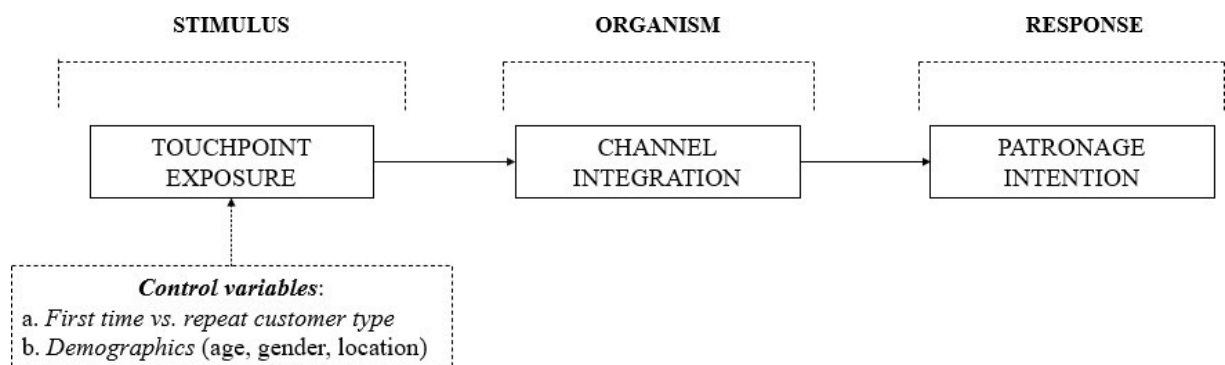 STIMULUS
ORGANISM
RESPONSE
TOUCHPOINT
EXPOSURE
CHANNEL
INTEGRATION
PATRONAGE
INTENTION
Control variables:
a. First time vs. repeat customer type
b. Demographics (age, gender, location)